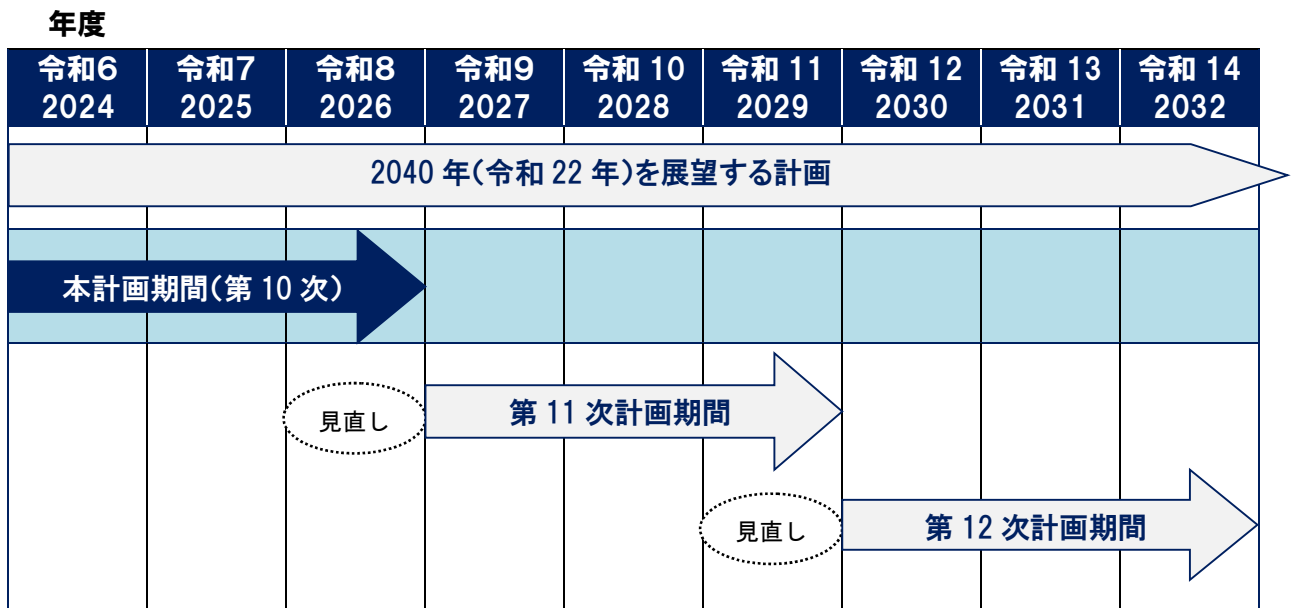 年度
令和6 令和7 令和8 令和9 令和 10 令和 11 令和 12 令和 13 令和 14
2024 2025 2026 2027 2028 2029 2030 2031 2032
2040 年(令和 22 年)を展望する計画
本計画期間(第 10 次)
見直し 第 11 次計画期間
見直し 第 12 次計画期間